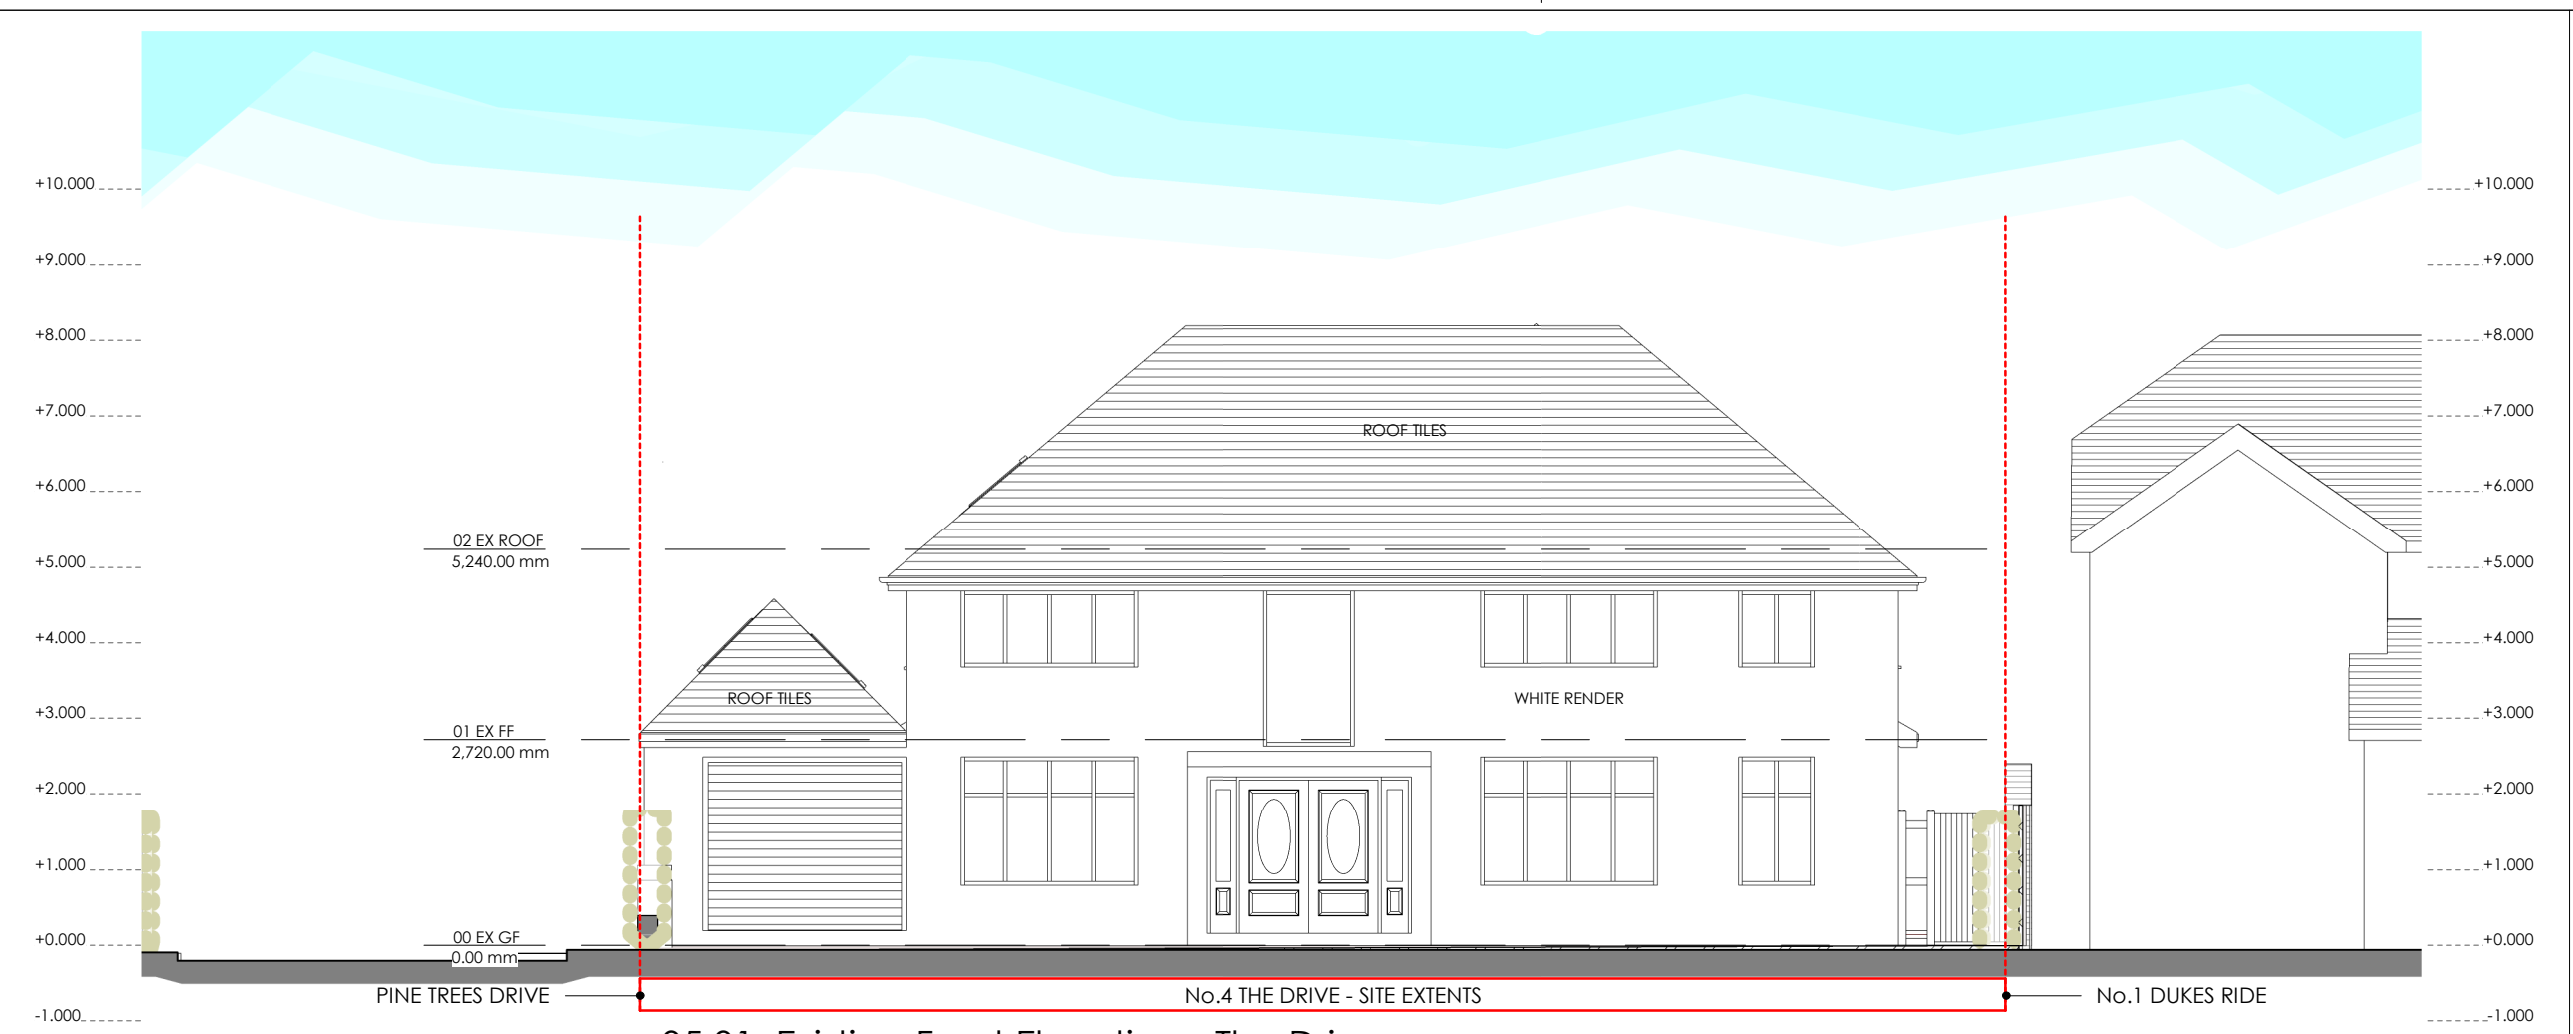 +10.000
+10.000
+9.000
+9.000
+8.000
+8.000
+7.000
+7.000
ROOF TILES
+6.000
+6.000
02 EX ROOF
5,240.00 mm
+5.000
+5.000
+4.000
+4.000
ROOF TILES
WHITE RENDER
+3.000
+3.000
01 EX FF
2,720.00 mm
+2.000
+2.000
+1.000
+1.000
00 EX GF
0.00 mm
+0.000
+0.000
PINE TREES DRIVE
No.4 THE DRIVE - SITE EXTENTS
No.1 DUKES RIDE
-1.000
-1.000